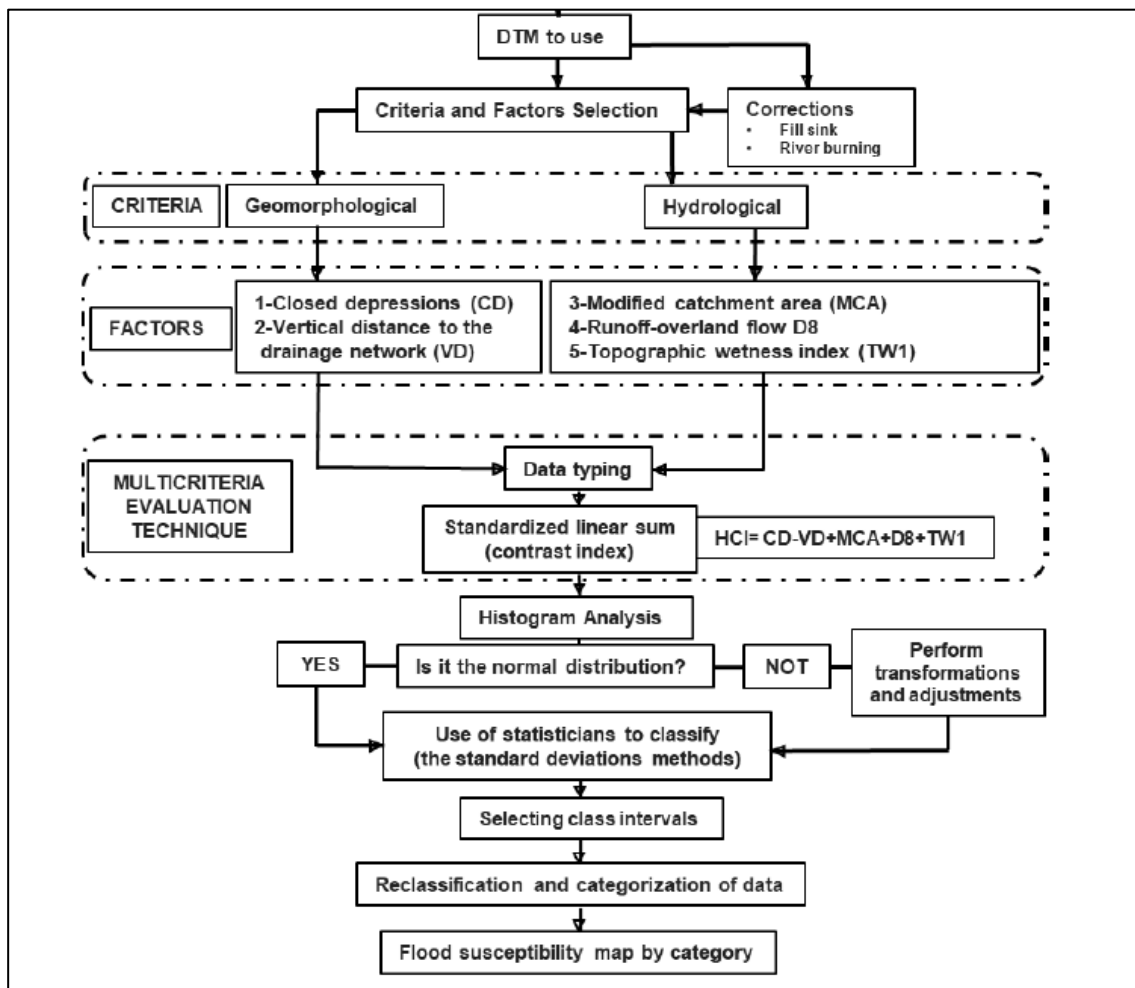 DTM to use
Criteria and Factors Selection
Corrections
• Fill sink
• River burning
CRITERIA
Geomorphological
Hydrological
FACTORS
1-Closed depressions (CD)
2-Vertical distance to the
drainage network (VD)
3-Modified catchment area (MCA)
4-Runoff-overland flow D8
5-Topographic wetness index (TW1)
MULTICRITERIA
EVALUATION
TECHNIQUE
Data typing
Standardized linear sum
(contrast index)
HCI= CD-VD+MCA+D8+TW1
Histogram Analysis
YES
Is it the normal distribution?
NOT
Perform
transformations
and adjustments
Use of statisticians to classify
(the standard deviations methods)
Selecting class intervals
Reclassification and categorization of data
Flood susceptibility map by category